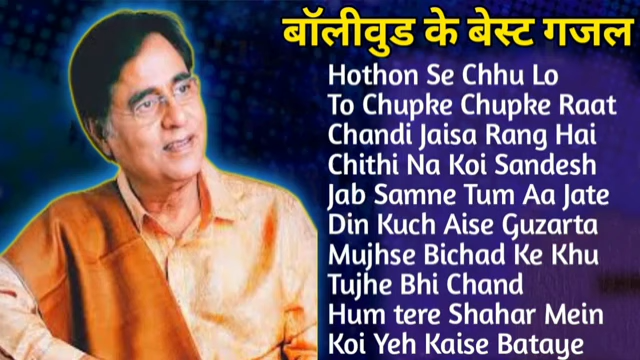 बॉलीवुड के बेस्ट गजल
Hothon Se Chhu Lo
To Chupke Chupke Raat
Chandi Jaisa Rang Hai
Chithi Na Koi Sandesh
Jab Samne Tum Aa Jate
Din Kuch Aise Guzarta
Mujhse Bichad Ke Khu
Tujhe Bhi Chand
Hum tere Shahar Mein
Koi Yeh Kaise Bataye